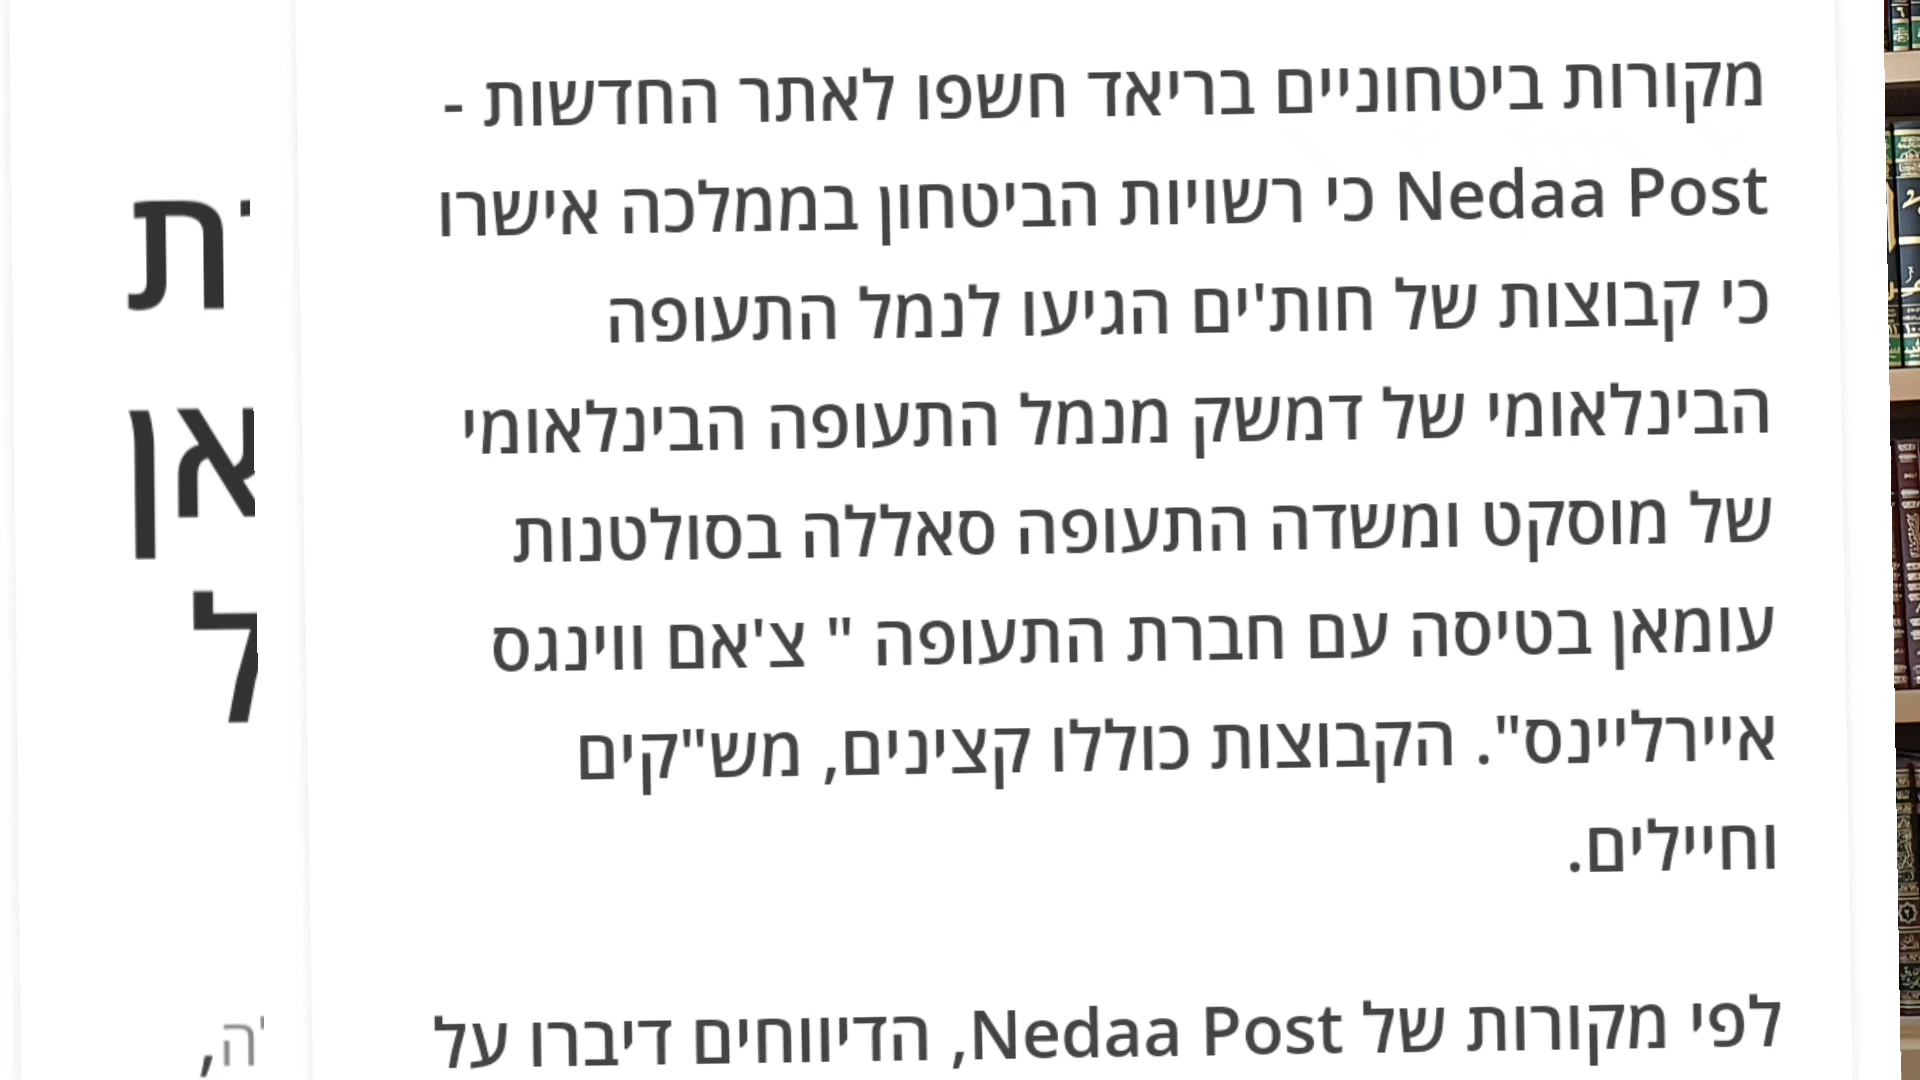 מקורות ביטחוניים בריאד חשפו לאתר החדשות -
Nedaa Post כי רשויות הביטחון בממלכה אישרו
כי קבוצות של חות'ים הגיעו לנמל התעופה
הבינלאומי של דמשק מנמל התעופה הבינלאומי
של מוסקט ומשדה התעופה סאללה בסולטנות
עומאן בטיסה עם חברת התעופה " צ'אם ווינגס
איירליינס". הקבוצות כוללו קצינים, מש"קים
וחיילים.
לפי מקורות של Nedaa Post, הדיווחים דיברו על